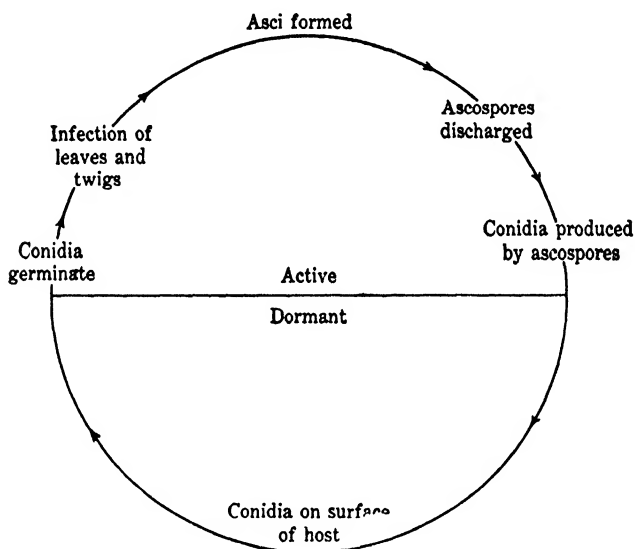 Asci formed
Ascospores
discharged
Infection of
leaves and
twigs
Conidia produced
by ascospores
Conidia
germinate
Active
Dormant
Conidia on surface
of host